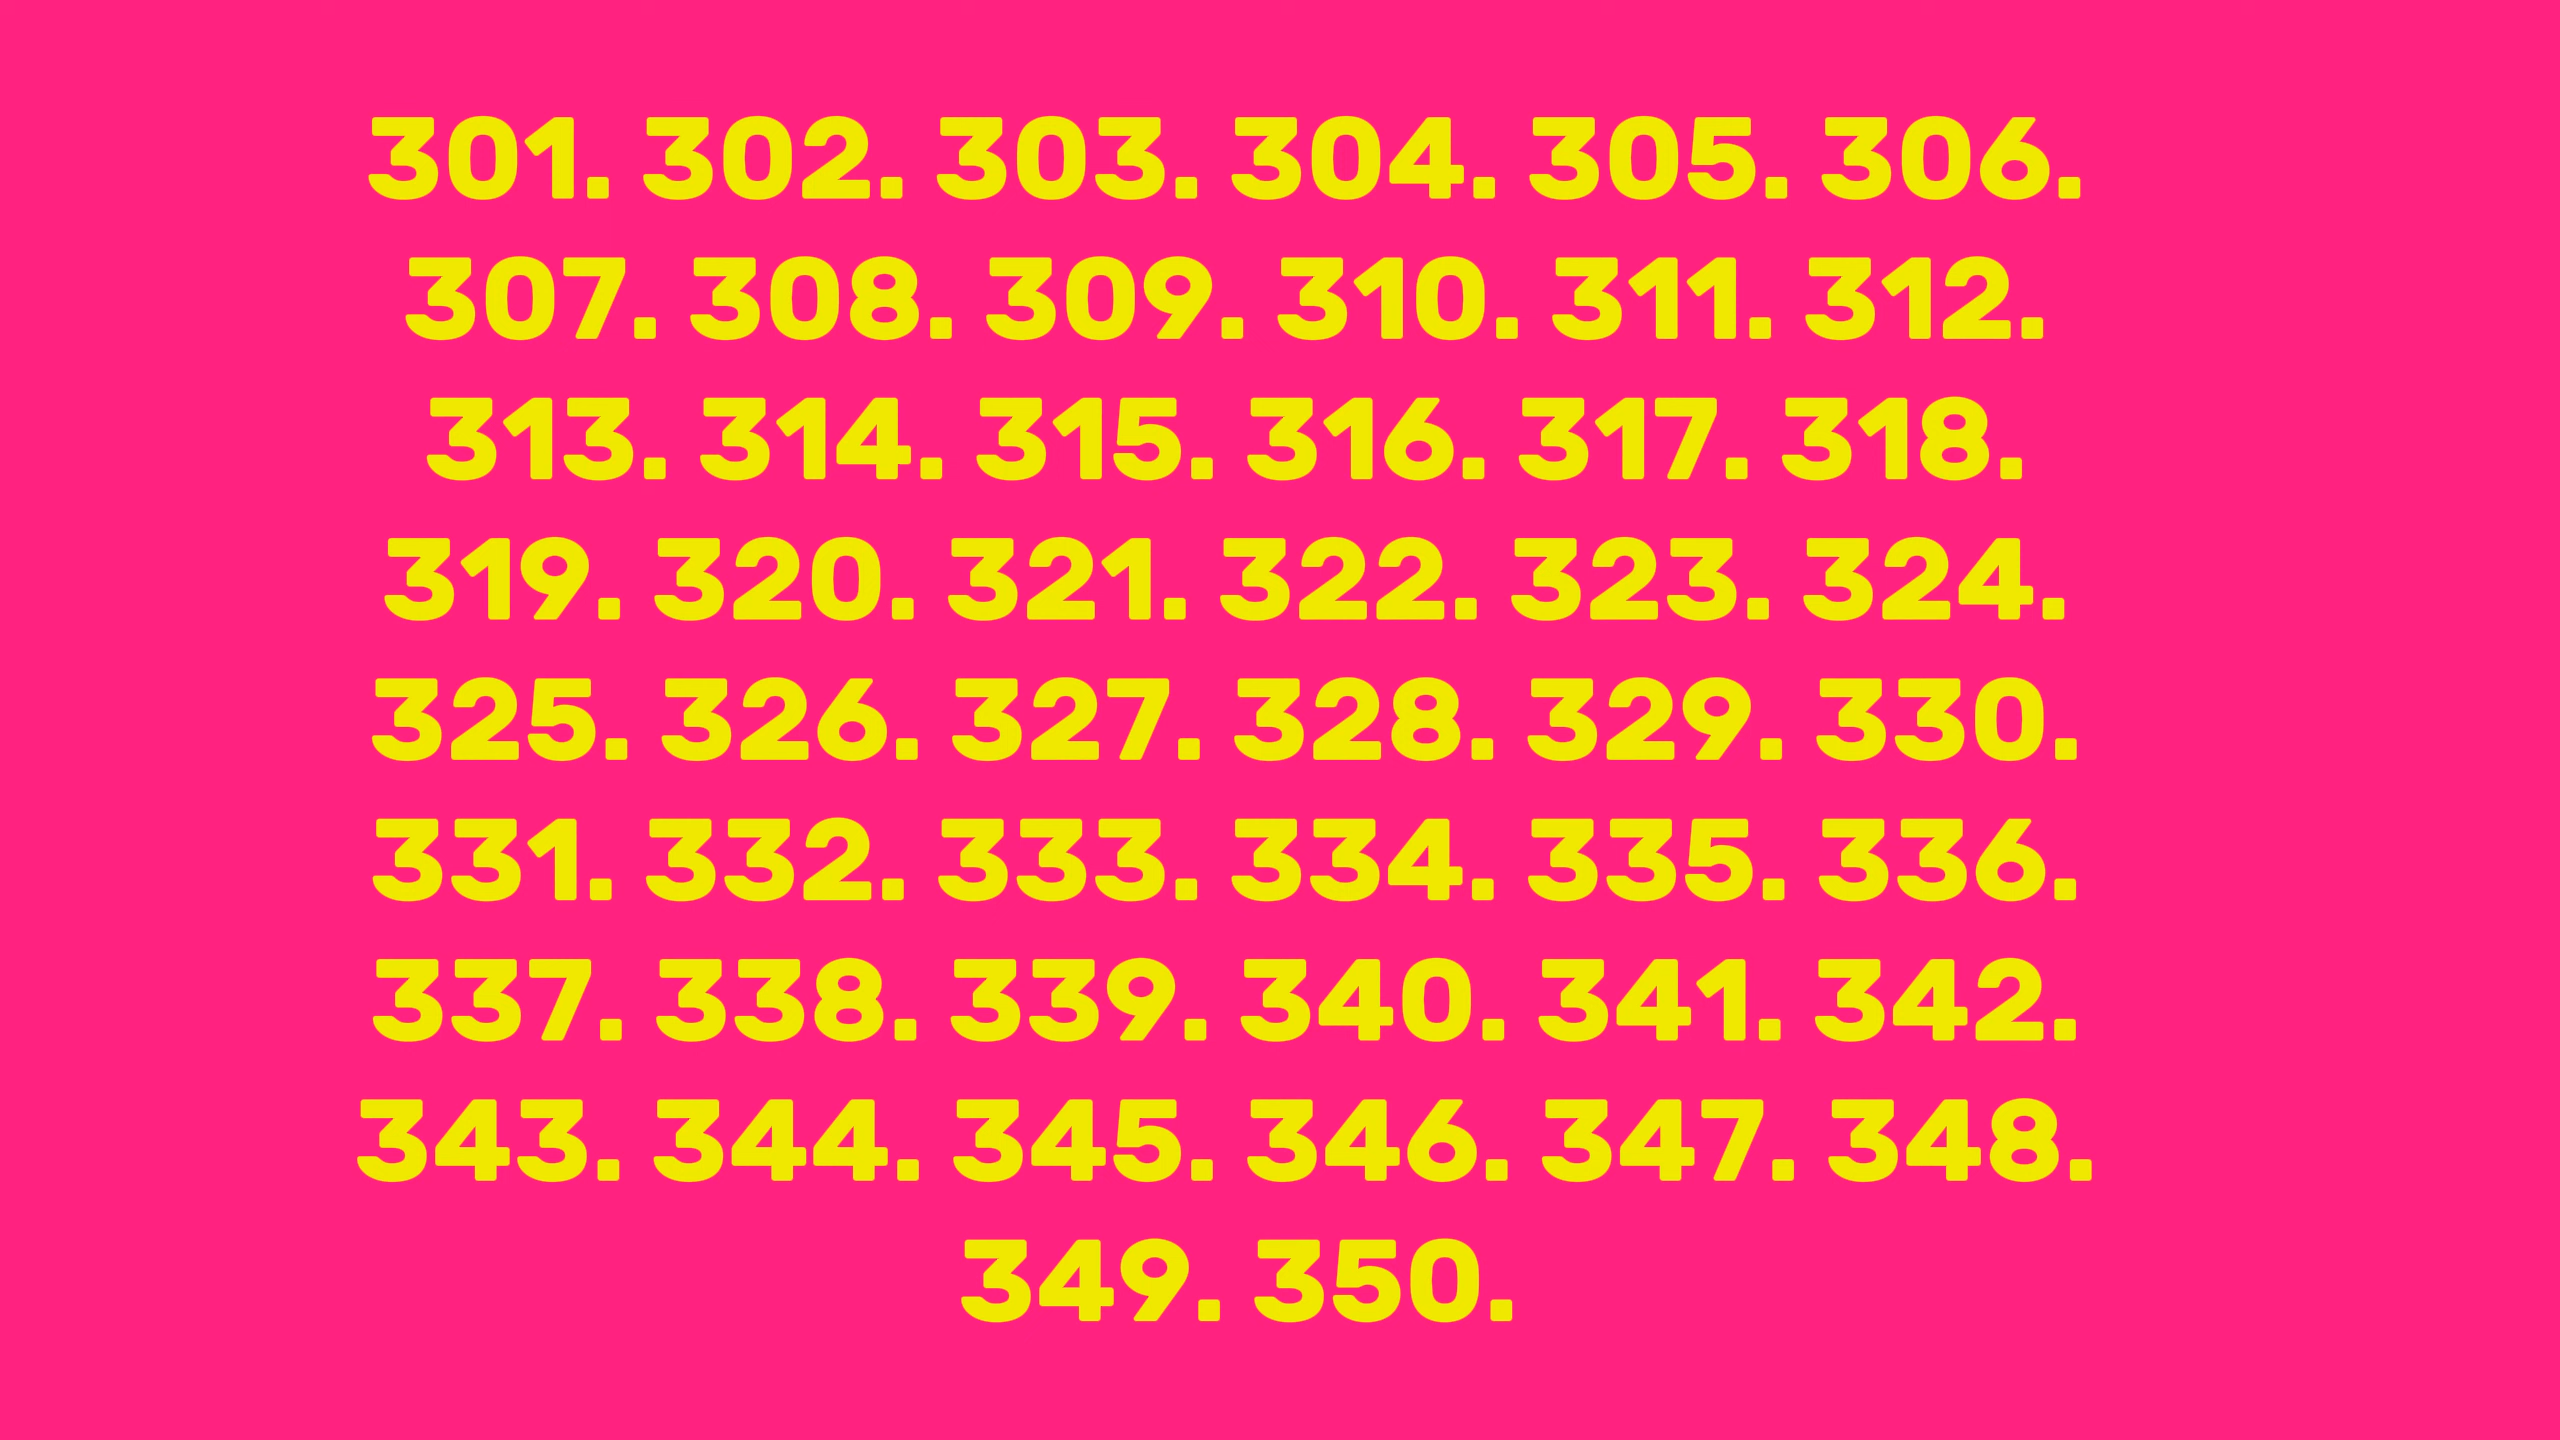 301. 302. 303. 304. 305. 306.
307. 308. 309. 310. 311. 312.
313. 314. 315. 316. 317. 318.
319. 320. 321. 322. 323. 324.
325. 326. 327. 328. 329. 330.
331. 332. 333. 334. 335. 336.
337. 338. 339. 340. 341. 342.
343. 344. 345. 346. 347. 348.
349. 350.